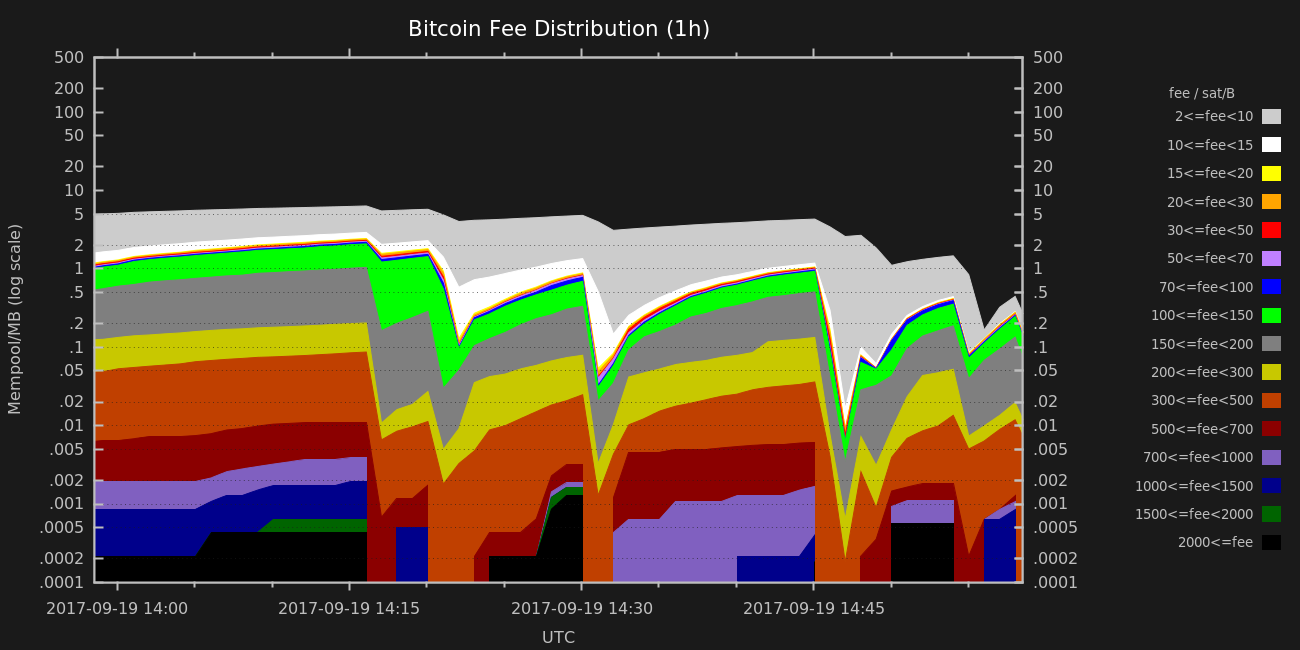 Bitcoin Fee Distribution (1h)
Mempool/MB (log scale)
500
200
100
50
20
10
5
2
1
.5
.2
.1
.05
.02
.01
.005
.002
.001
.0005
.0002
.0001
500
200
100
50
20
10
5
2
1
.5
.2
.1
.05
.02
.01
.005
.002
.001
.0005
.0002
.0001
2017-09-19 14:00
2017-09-19 14:15
2017-09-19 14:30
2017-09-19 14:45
UTC
fee / sat/B
2<=fee<10
10<=fee<15
15<=fee<20
20<=fee<30
30<=fee<50
50<=fee<70
70<=fee<100
100<=fee<150
150<=fee<200
200<=fee<300
300<=fee<500
500<=fee<700
700<=fee<1000
1000<=fee<1500
1500<=fee<2000
2000<=fee